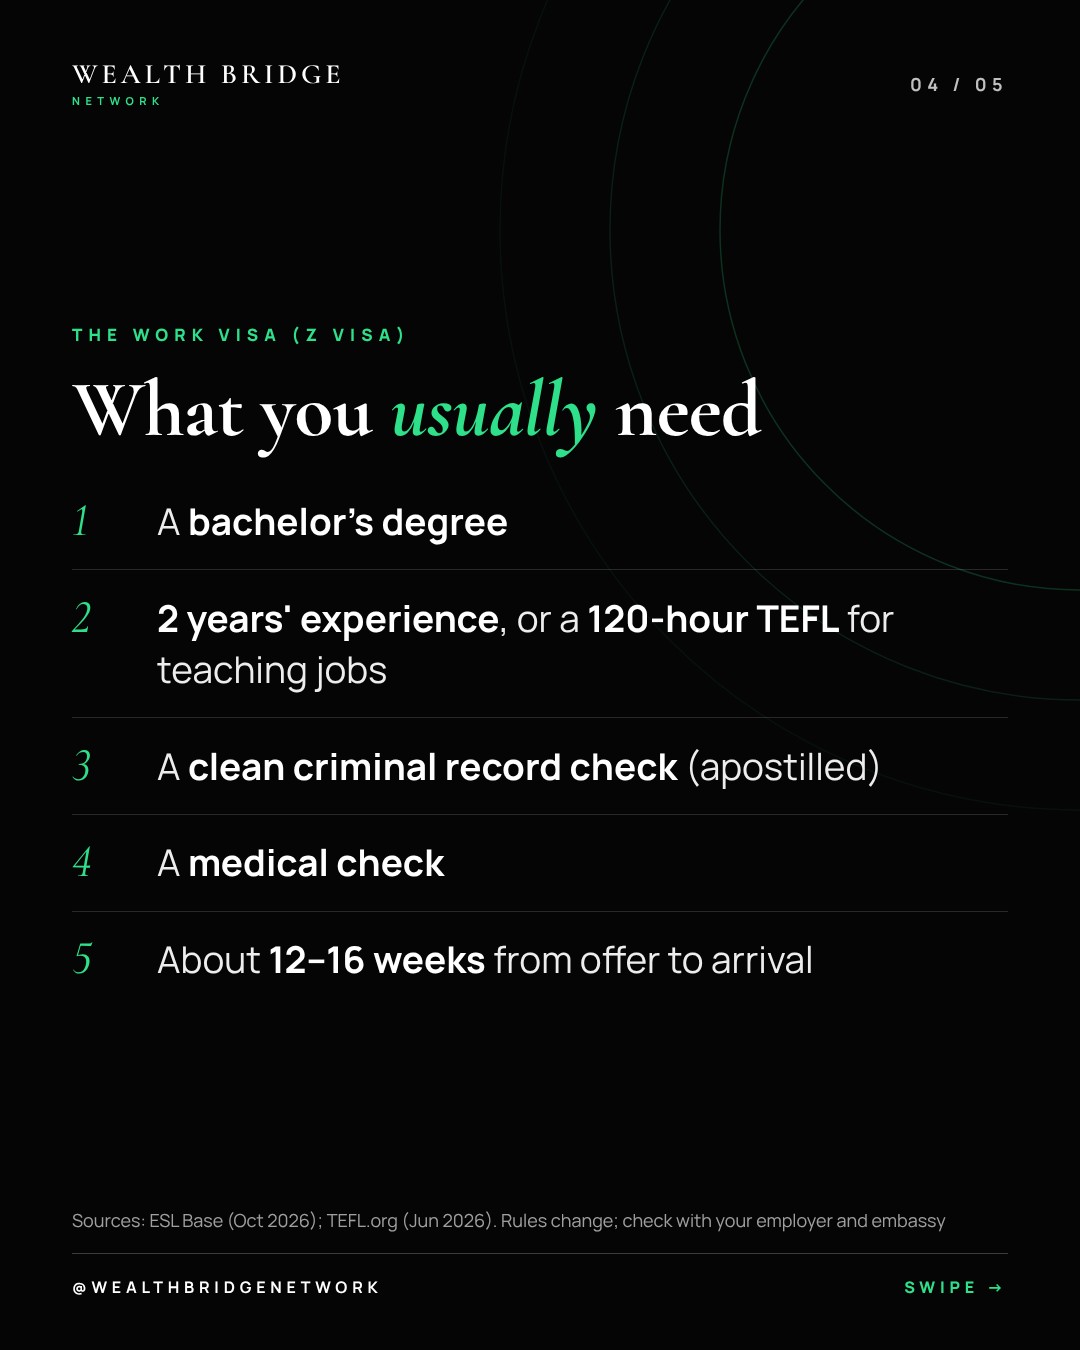 WEALTH BRIDGE
NETWORK
04 / 05
THE WORK VISA (Z VISA)
What you usually need
1 A bachelor’s degree
2 2 years' experience, or a 120-hour TEFL for
teaching jobs
3 A clean criminal record check (apostilled)
4 A medical check
5 About 12–16 weeks from offer to arrival
Sources: ESL Base (Oct 2026); TEFL.org (Jun 2026). Rules change; check with your employer and embassy
@WEALTHBRIDGENETWORK
SWIPE →